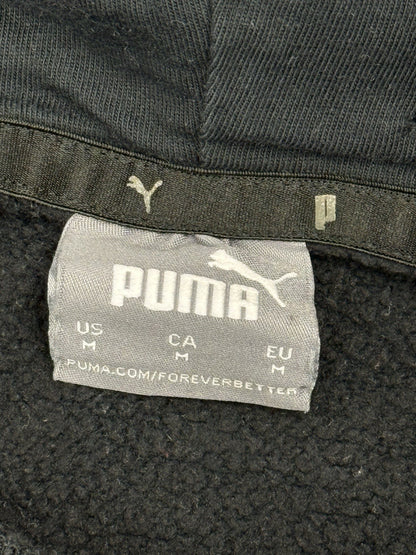 P
PUMA
US CA EU
M M M
PUMA.COM/FOREVERBETTER